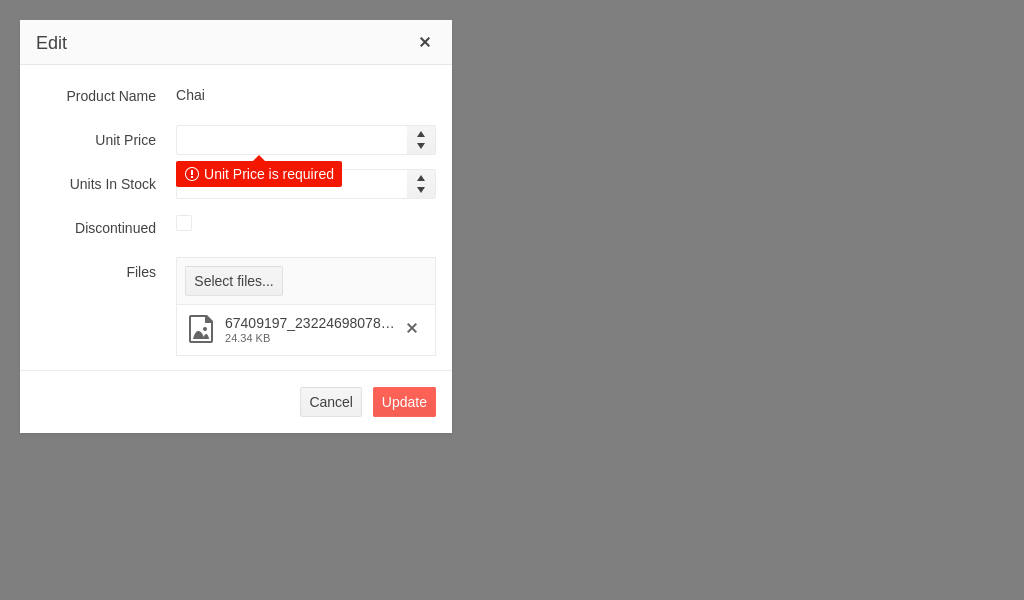 Edit
Product Name Chai
Unit Price
Unit Price is required
Units In Stock
Discontinued
Files
Select files...
67409197_23224698078…
24.34 KB
Cancel Update